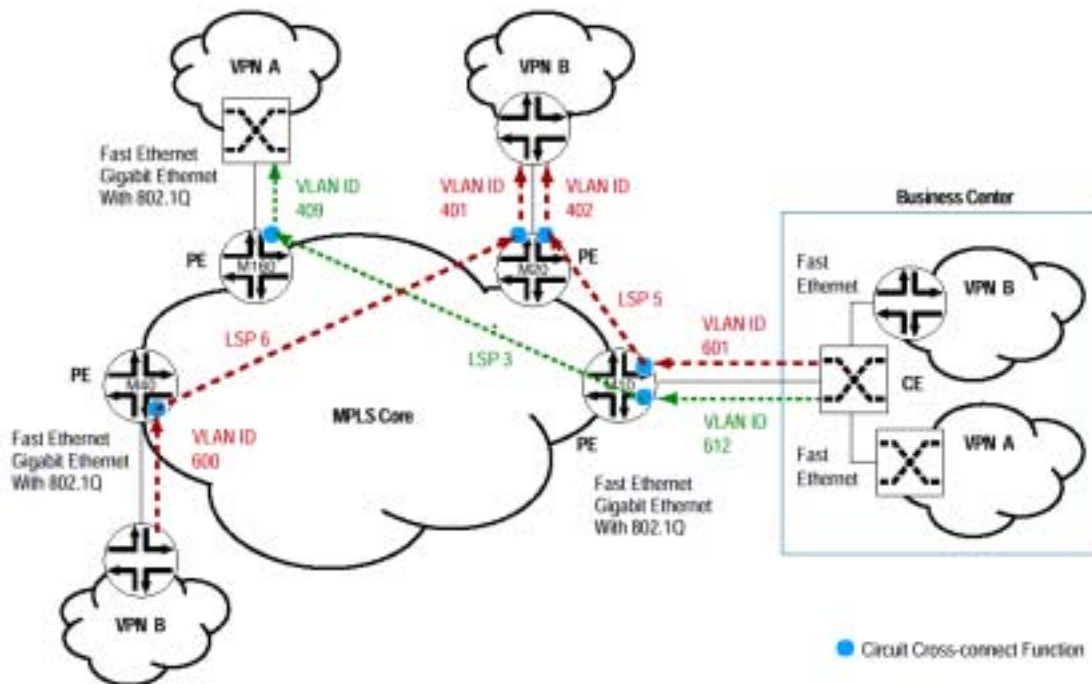 VPN A
VPN B
Fast Ethernet
Gigabit Ethernet
With 802.1Q
VLAN ID
409
VLAN ID
401
VLAN ID
402
Business Center
PE
M160
M20
PE
Fast
Ethernet
VPN B
LSP 6
LSP 3
LSP 5
VLAN ID
601
PE
M40
MPLS Core
M10
CE
PE
VLAN ID
612
Fast Ethernet
Gigabit Ethernet
With 802.1Q
VLAN ID
600
Fast Ethernet
Gigabit Ethernet
With 802.1Q
Fast
Ethernet
VPN A
VPN B
Circuit Cross-connect Function